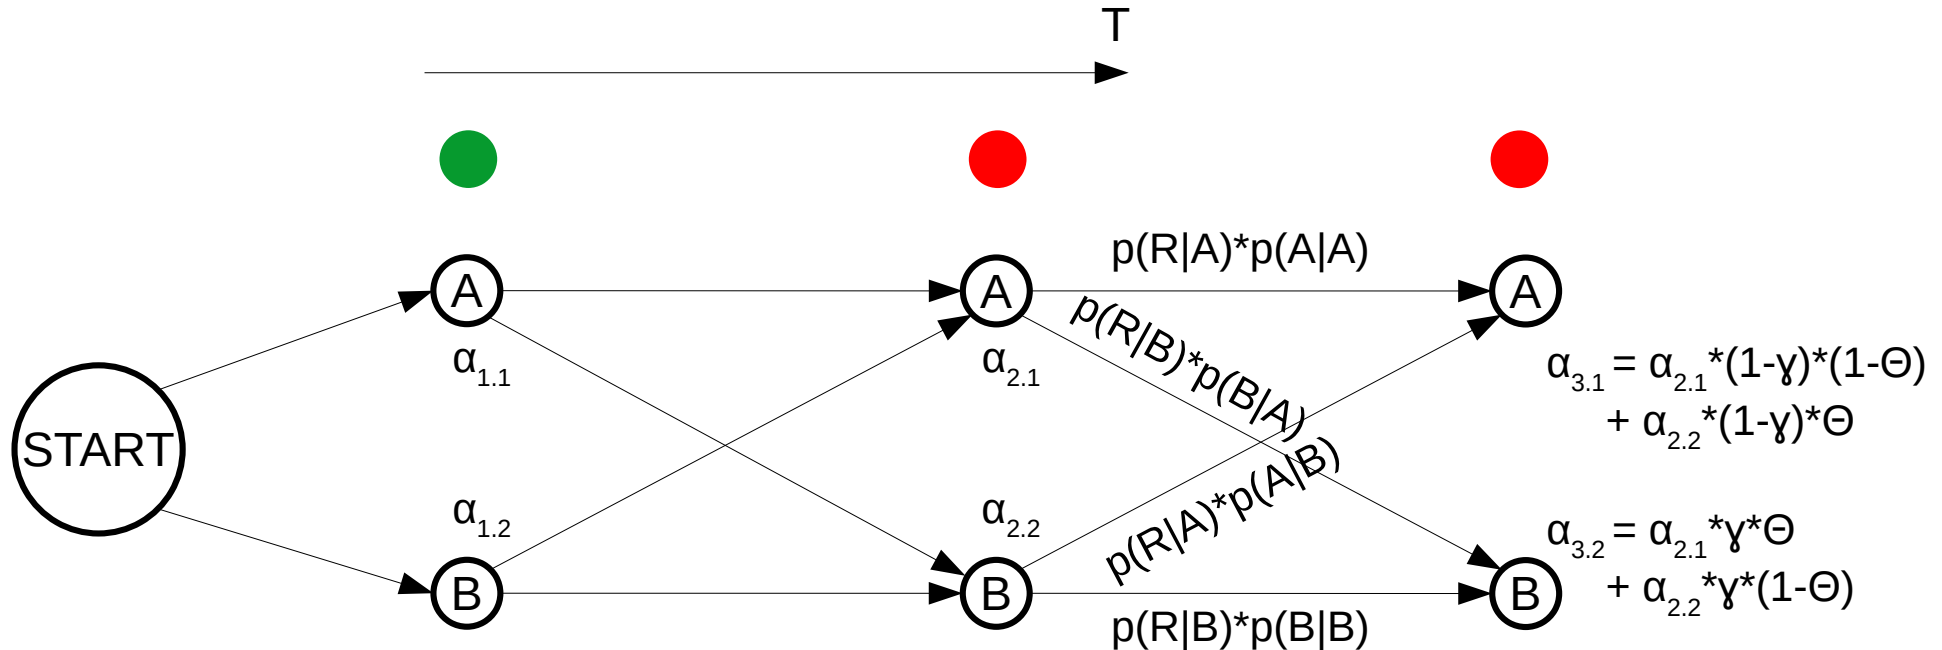 T
p(R|A)*p(A|A)
A
A
A
p(R|B)*p(B|A)
α1.1
α2.1
α3.1 = α2.1*(1-ɣ)*(1-Θ)
+ α2.2*(1-ɣ)*Θ
START
p(R|A)*p(A|B)
α1.2
α2.2
α3.2 = α2.1*ɣ*Θ
+ α2.2*ɣ*(1-Θ)
B
B
B
p(R|B)*p(B|B)